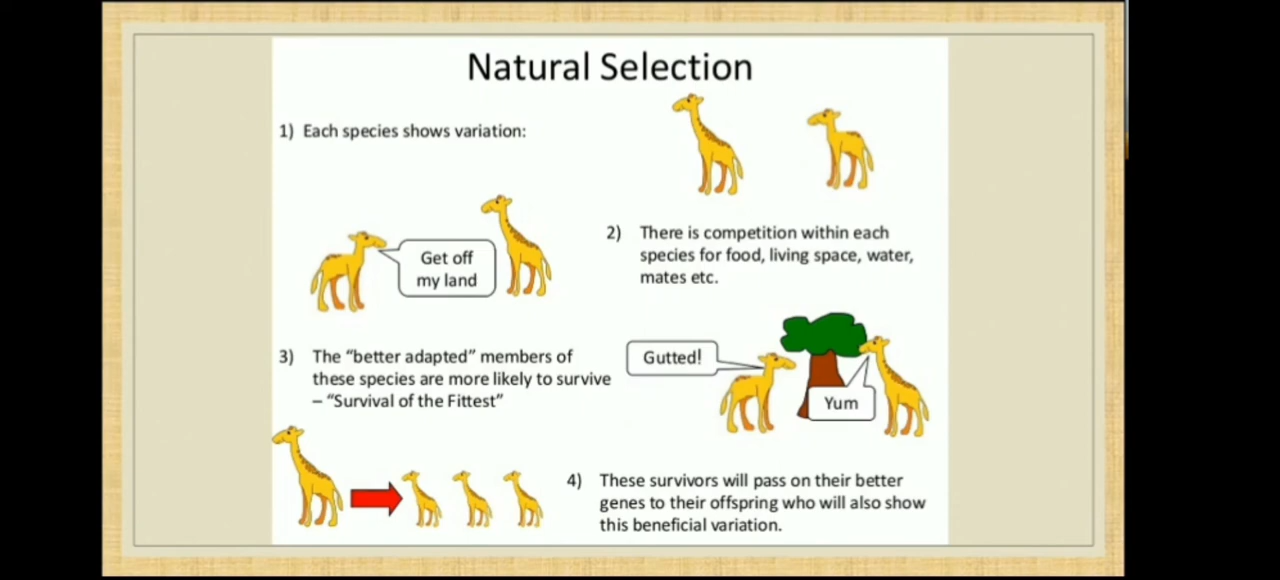 Natural Selection
1) Each species shows variation:
Get off
my land
2) There is competition within each
species for food, living space, water,
mates etc.
3) The “better adapted” members of
these species are more likely to survive
– “Survival of the Fittest”
Gutted!
Yum
4) These survivors will pass on their better
genes to their offspring who will also show
this beneficial variation.